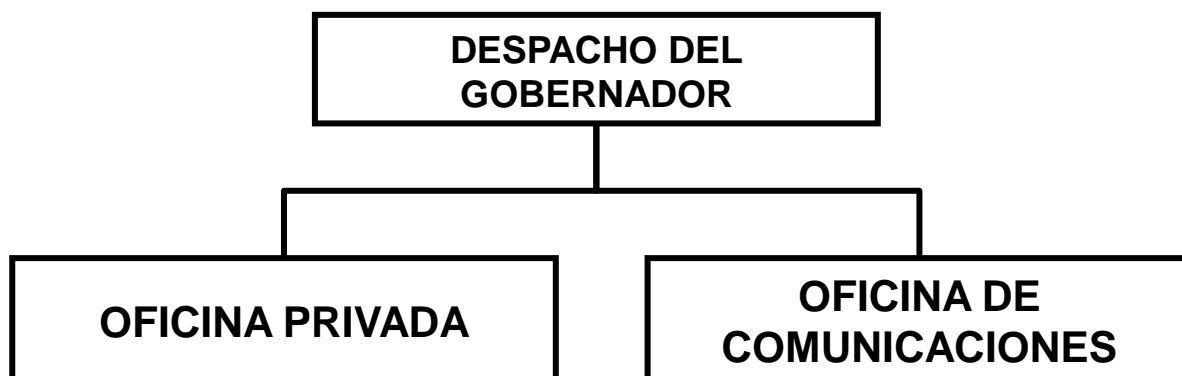 DESPACHO DEL
GOBERNADOR
OFICINA PRIVADA
OFICINA DE
COMUNICACIONES